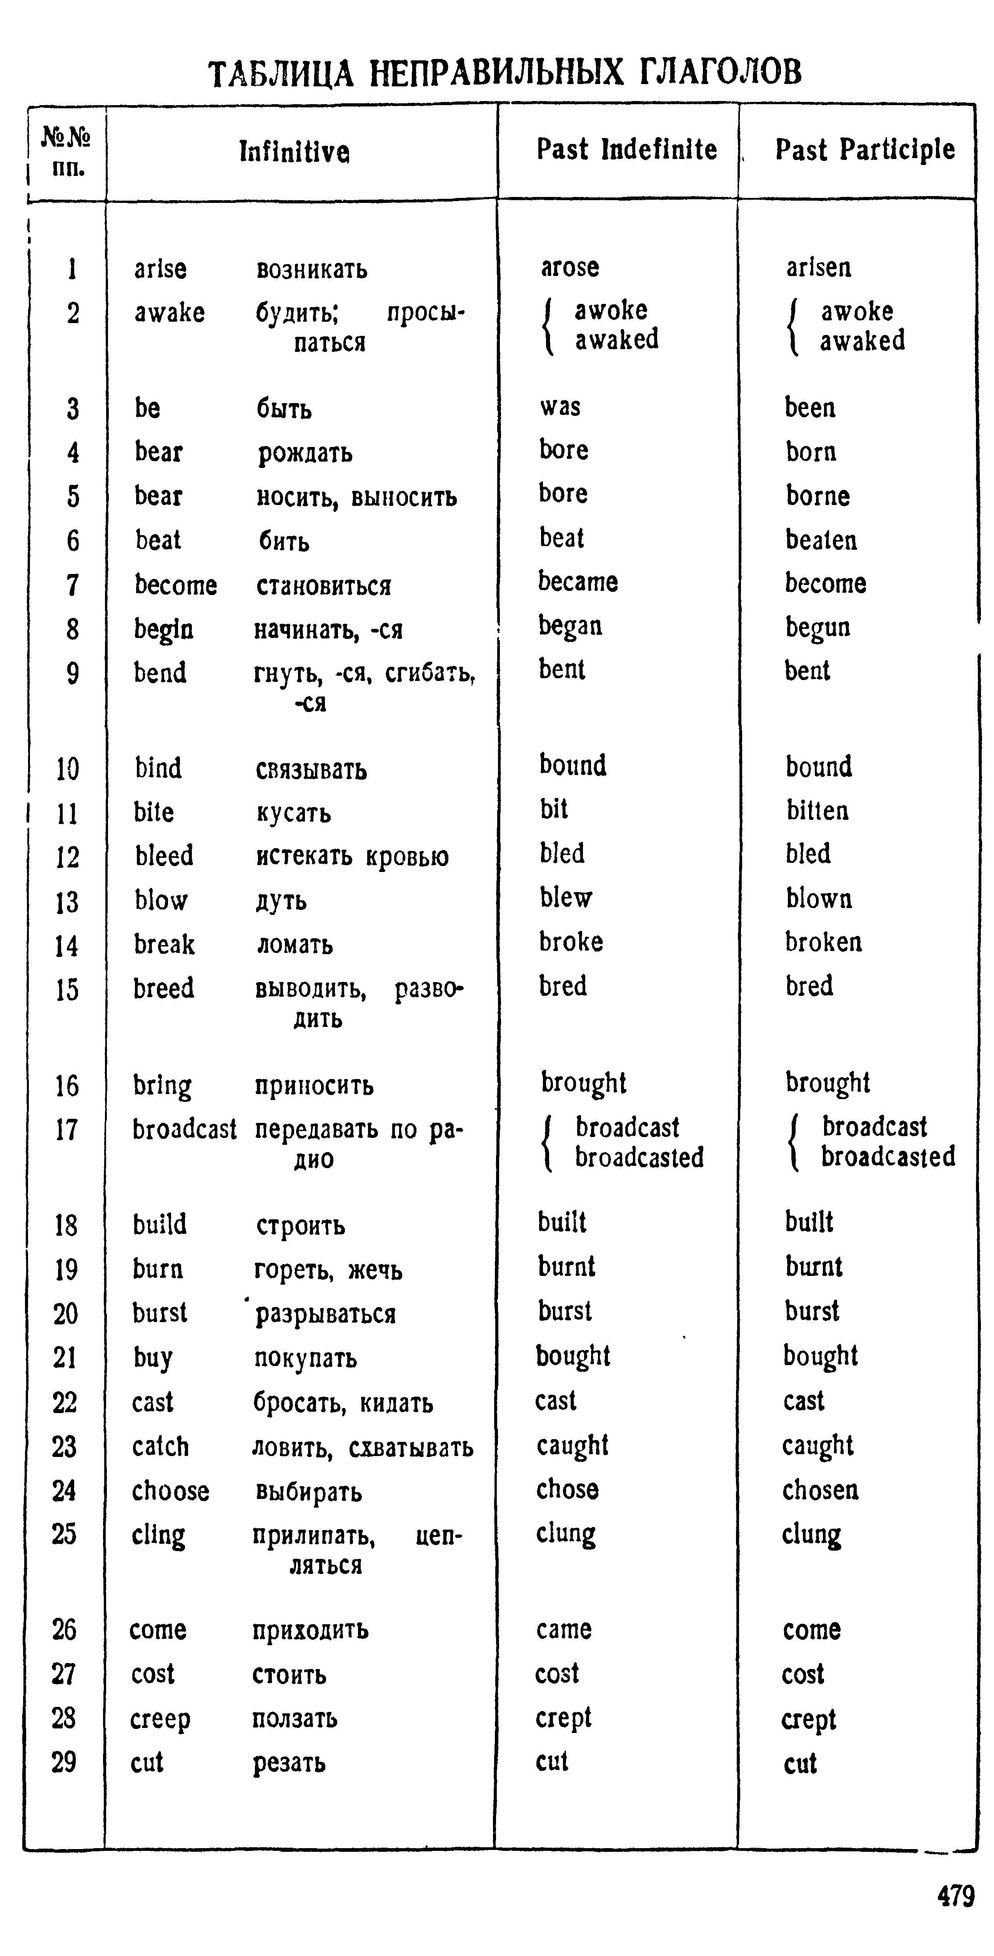 ТАБЛИЦА НЕПРАВИЛЬНЫХ ГЛАГОЛОВ
№№ пп. Infinitive Past Indefinite Past Participle
1 arise возникать arose arisen
2 awake будить; просы- { awoke { awoke
паться awaked awaked
3 be быть was been
4 bear рождать bore born
5 bear носить, выносить bore borne
6 beat бить beat beaten
7 become становиться became become
8 begin начинать, -ся began begun
9 bend гнуть, -ся, сгибать, bent bent
-ся
10 bind связывать bound bound
11 bite кусать bit bitten
12 bleed истекать кровью bled bled
13 blow дуть blew blown
14 break ломать broke broken
15 breed выводить, разво- bred bred
дить
16 bring приносить brought brought
17 broadcast передавать по ра- { broadcast { broadcast
дио broadcasted broadcasted
18 build строить built built
19 burn гореть, жечь burnt burnt
20 burst разрываться burst burst
21 buy покупать bought bought
22 cast бросать, кидать cast cast
23 catch ловить, схватывать caught caught
24 choose выбирать chose chosen
25 cling прилипать, цеп- clung clung
ляться
26 come приходить came come
27 cost стоить cost cost
28 creep ползать crept crept
29 cut резать cut cut
479